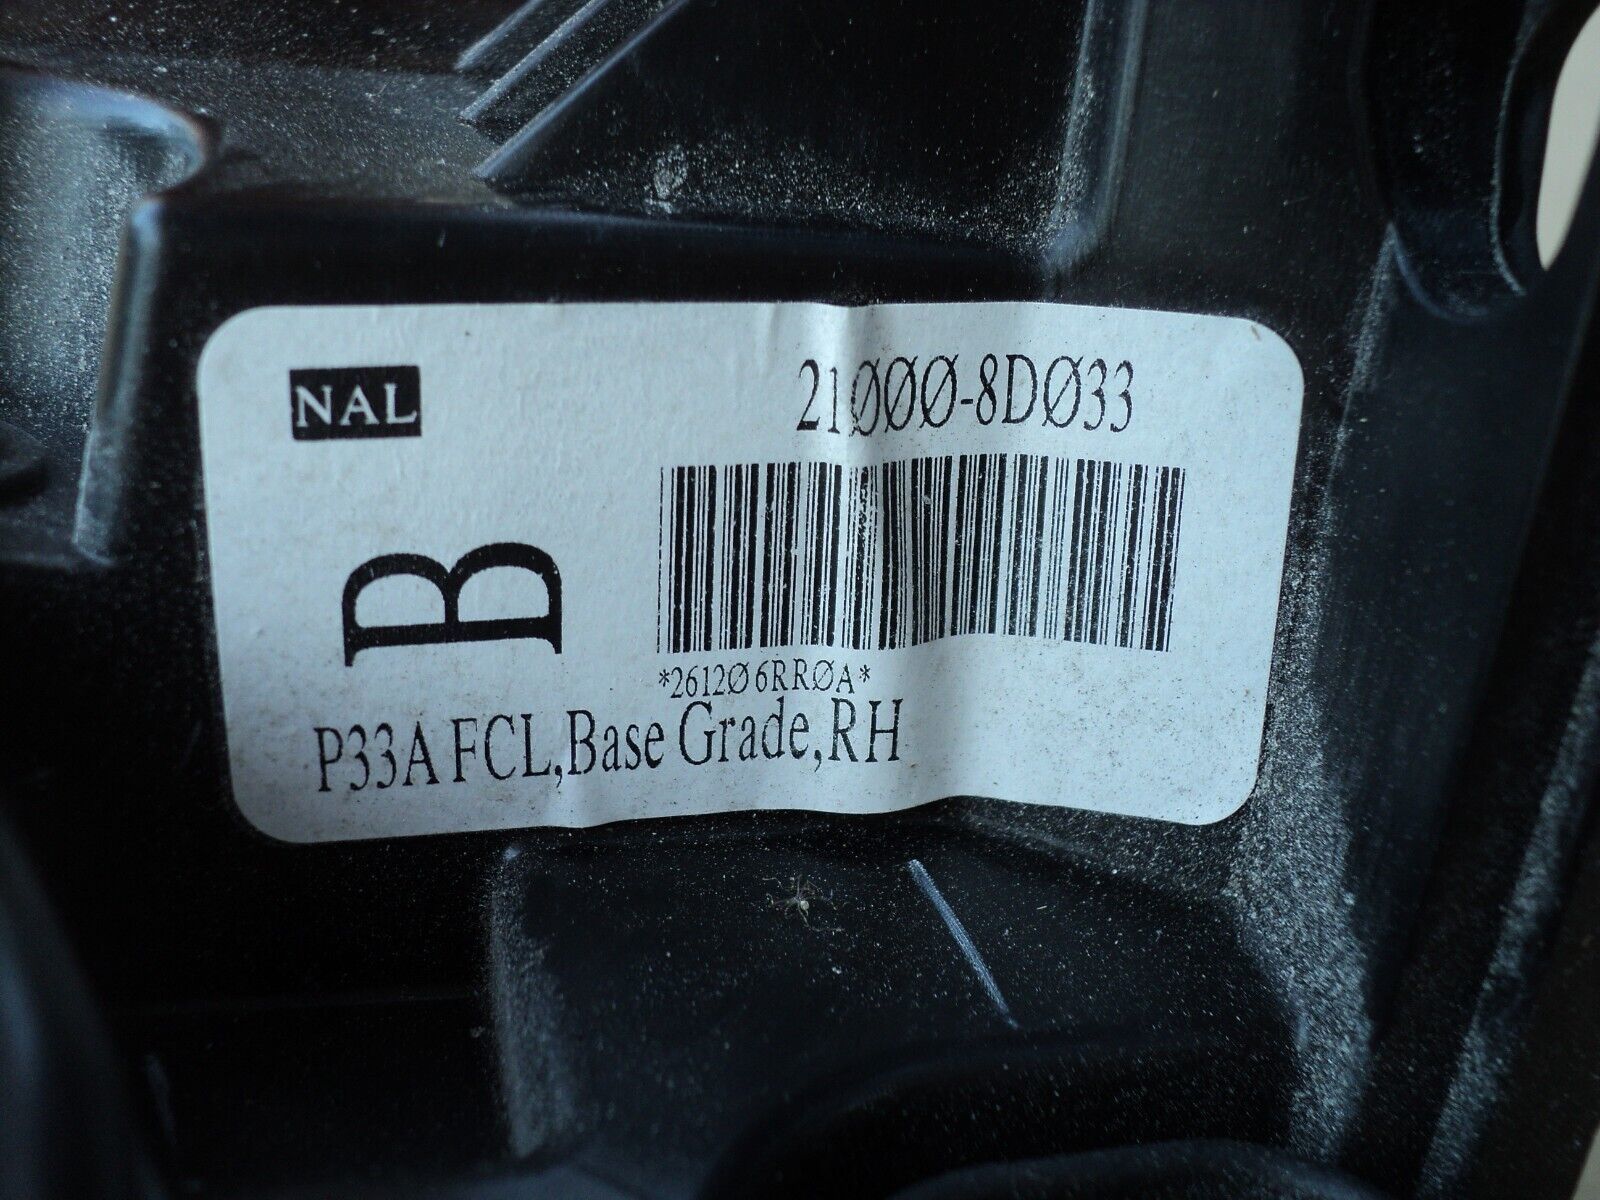 NAL
21ØØØ-8DØ33
B
*2612Ø6RRØA*
P33A FCL,Base Grade,RH